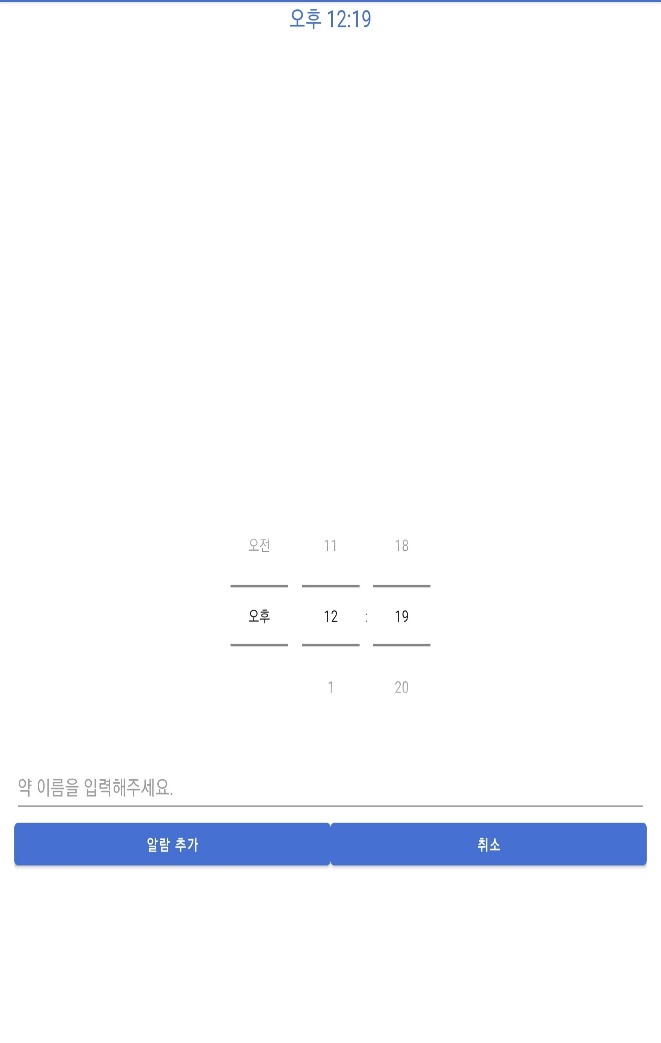 오후 12:19
오전 11 18
오후 12 : 19
1 20
약 이름을 입력해주세요.
알람 추가 취소